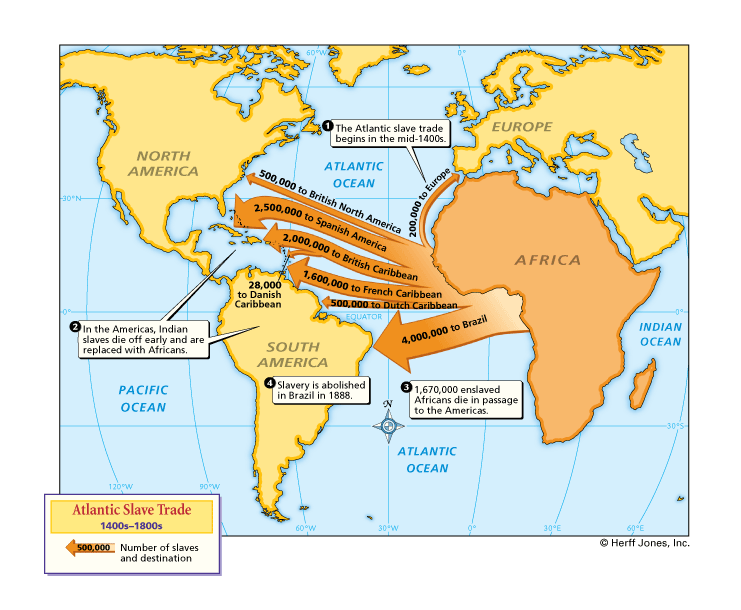 60°W
0°
1 The Atlantic slave trade
begins in the mid-1400s.
EUROPE
NORTH
AMERICA
ATLANTIC
OCEAN
200,000 to Europe
500,000 to British North America
30°N
2,500,000 to Spanish America
2,000,000 to British Caribbean
AFRICA
1,600,000 to French Caribbean
28,000
to Danish
Caribbean
500,000 to Dutch Caribbean
0°
EQUATOR
0°
4,000,000 to Brazil
2 In the Americas, Indian
slaves die off early and are
replaced with Africans.
INDIAN
OCEAN
SOUTH
AMERICA
4 Slavery is abolished
in Brazil in 1888.
3 1,670,000 enslaved
Africans die in passage
to the Americas.
PACIFIC
OCEAN
N
30°S
ATLANTIC
OCEAN
120°W
90°W
60°W
30°W
0°
30°E
60°E
Atlantic Slave Trade
1400s–1800s
500,000 Number of slaves
and destination
© Herff Jones, Inc.